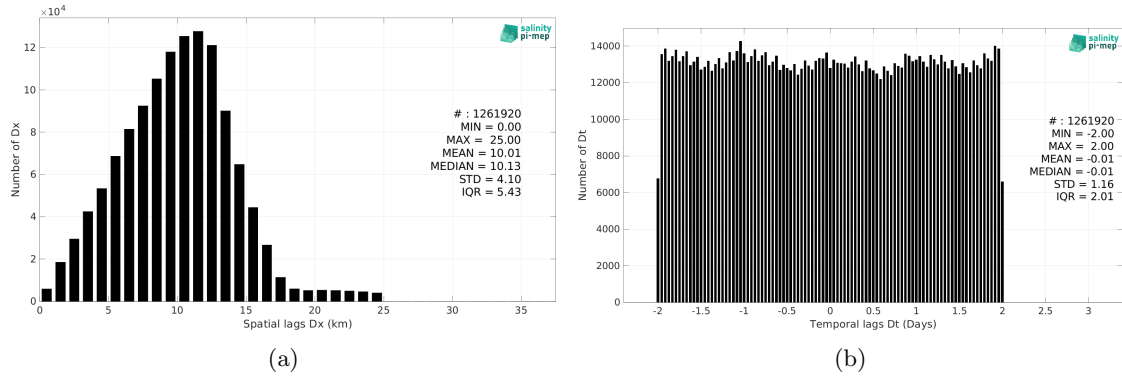 ×10⁴
12
10
8
6
4
2
0
Number of Dx
0 5 10 15 20 25 30 35
Spatial lags Dx (km)
salinity
pi-mep
# : 1261920
MIN = 0.00
MAX = 25.00
MEAN = 10.01
MEDIAN = 10.13
STD = 4.10
IQR = 5.43
(a)
14000
12000
10000
8000
6000
4000
2000
0
Number of Dt
-2 -1.5 -1 -0.5 0 0.5 1 1.5 2 2.5 3
Temporal lags Dt (Days)
salinity
pi-mep
# : 1261920
MIN = -2.00
MAX = 2.00
MEAN = -0.01
MEDIAN = -0.01
STD = 1.16
IQR = 2.01
(b)